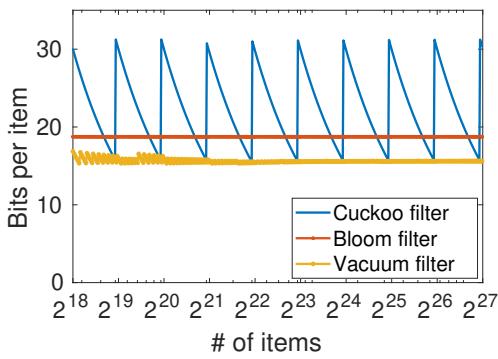 30
20
10
0
Bits per item
Cuckoo filter
Bloom filter
Vacuum filter
2^18 2^19 2^20 2^21 2^22 2^23 2^24 2^25 2^26 2^27
# of items